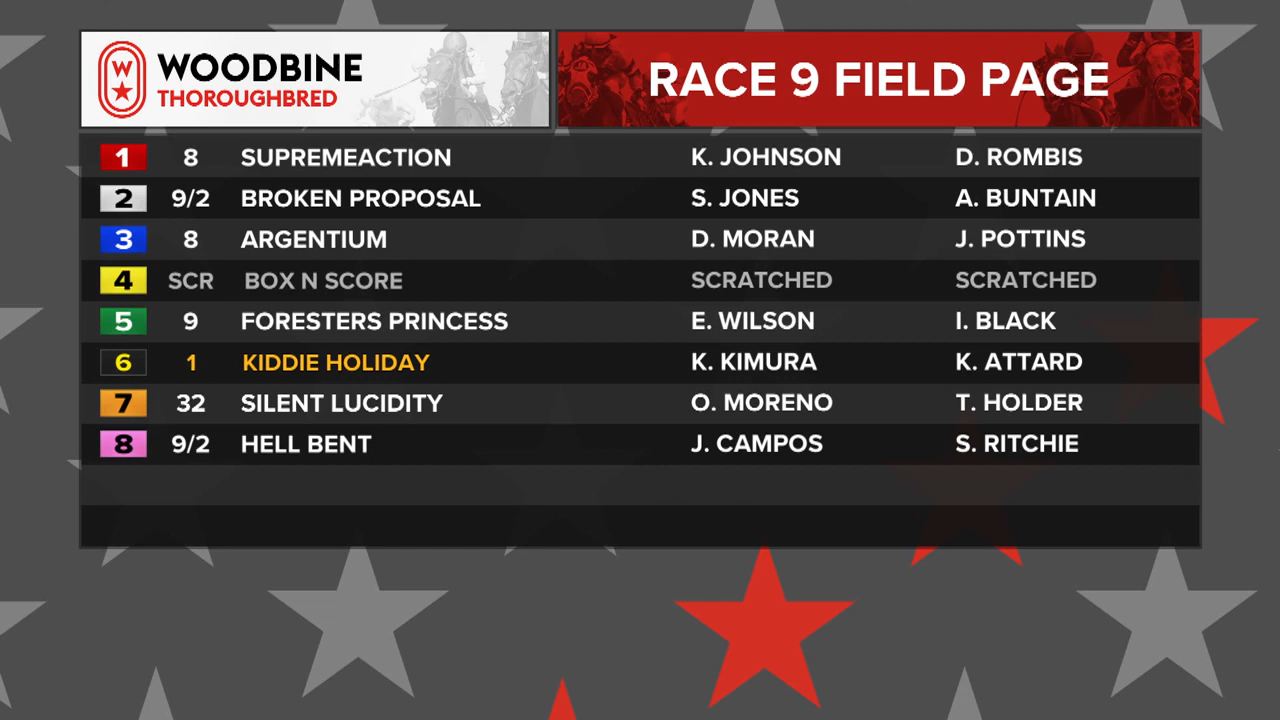 W WOODBINE
THOROUGHBRED
RACE 9 FIELD PAGE
1 8 SUPREMEACTION K. JOHNSON D. ROMBIS
2 9/2 BROKEN PROPOSAL S. JONES A. BUNTAIN
3 8 ARGENTIUM D. MORAN J. POTTINS
4 SCR BOX N SCORE SCRATCHED SCRATCHED
5 9 FORESTERS PRINCESS E. WILSON I. BLACK
6 1 KIDDIE HOLIDAY K. KIMURA K. ATTARD
7 32 SILENT LUCIDITY O. MORENO T. HOLDER
8 9/2 HELL BENT J. CAMPOS S. RITCHIE